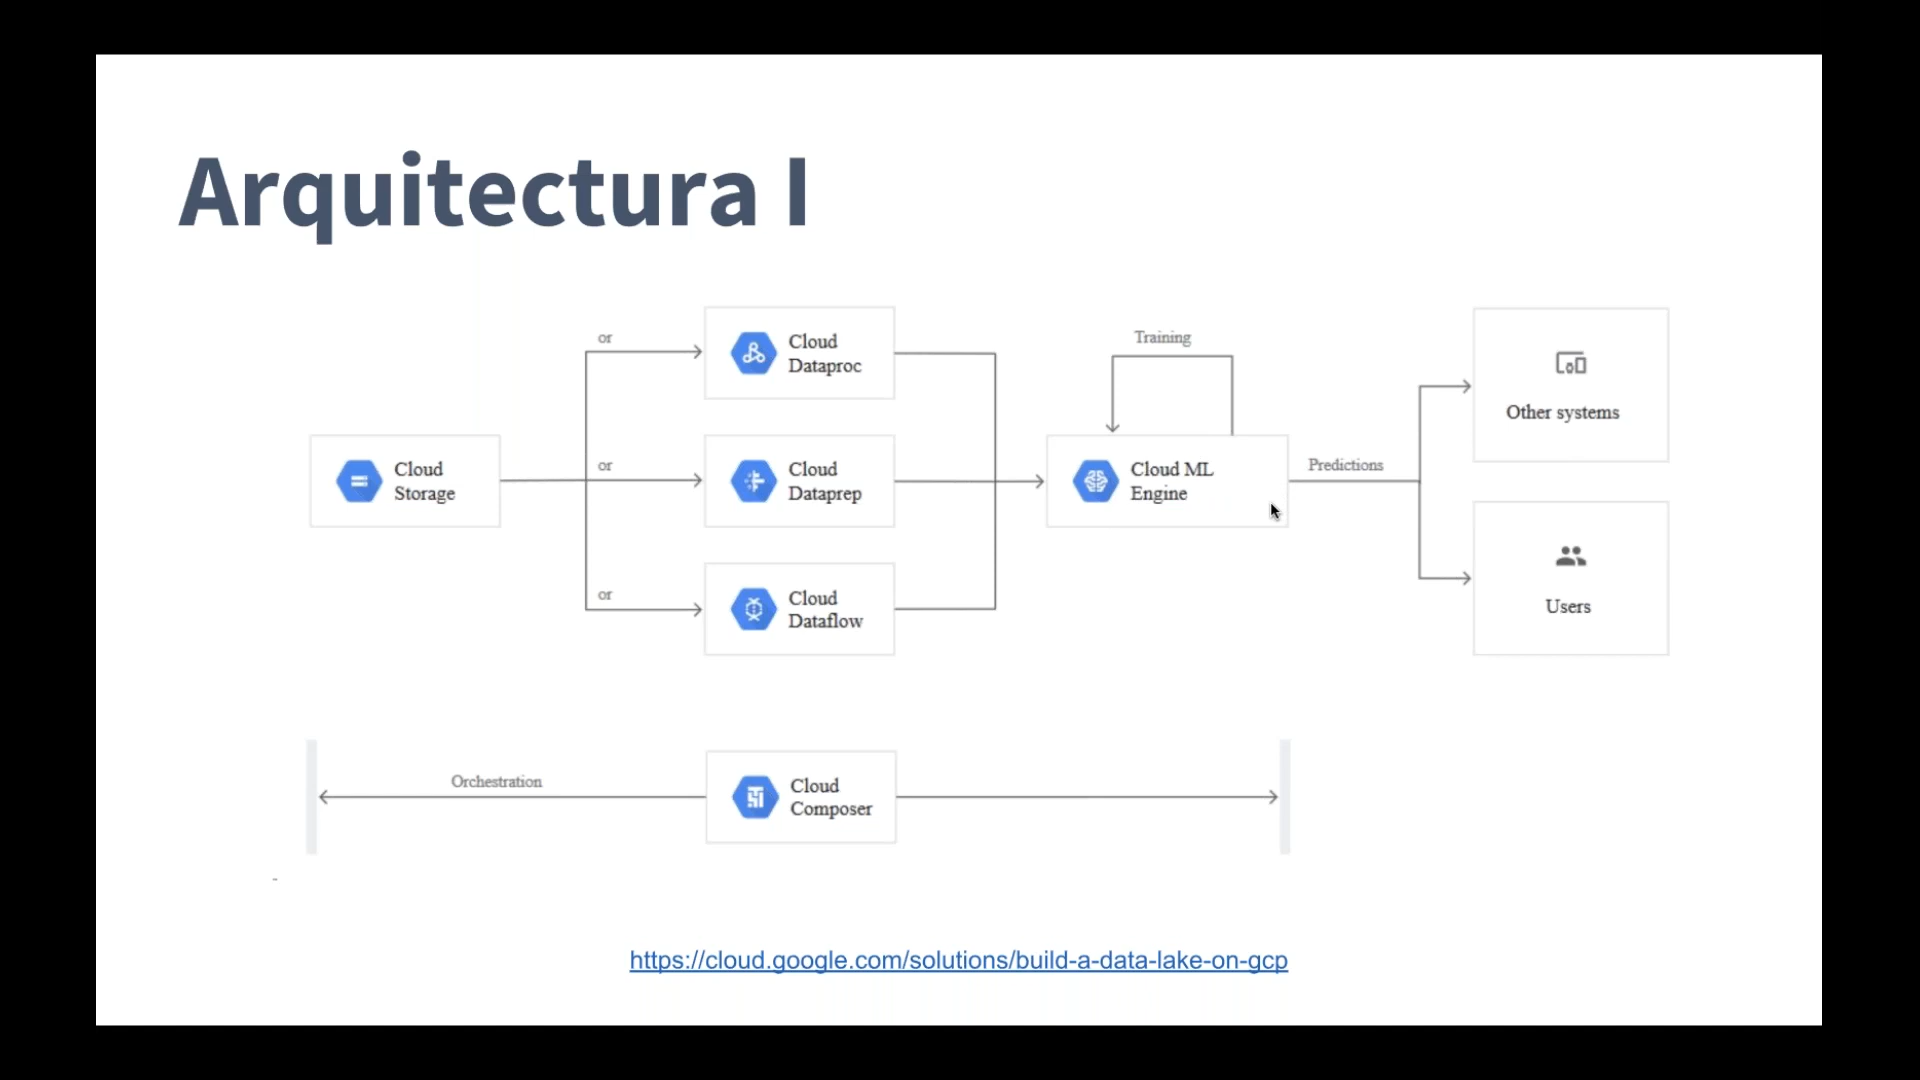 Arquitectura I
or
Cloud
Dataproc
Training
Other systems
Cloud
Storage
or
Cloud
Dataprep
Cloud ML
Engine
Predictions
or
Cloud
Dataflow
Users
Orchestration
Cloud
Composer
-
https://cloud.google.com/solutions/build-a-data-lake-on-gcp